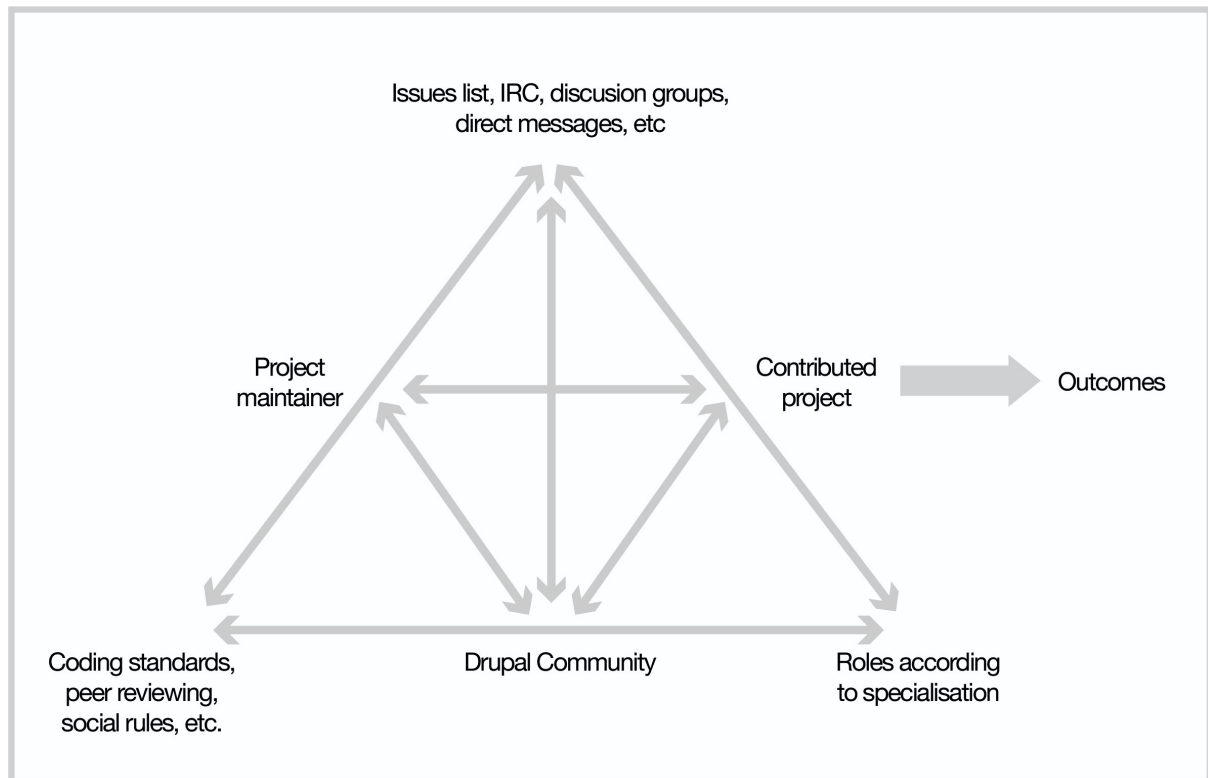 Issues list, IRC, discusion groups,
direct messages, etc
Project
maintainer
Contributed
project
Outcomes
Coding standards,
peer reviewing,
social rules, etc.
Drupal Community
Roles according
to specialisation